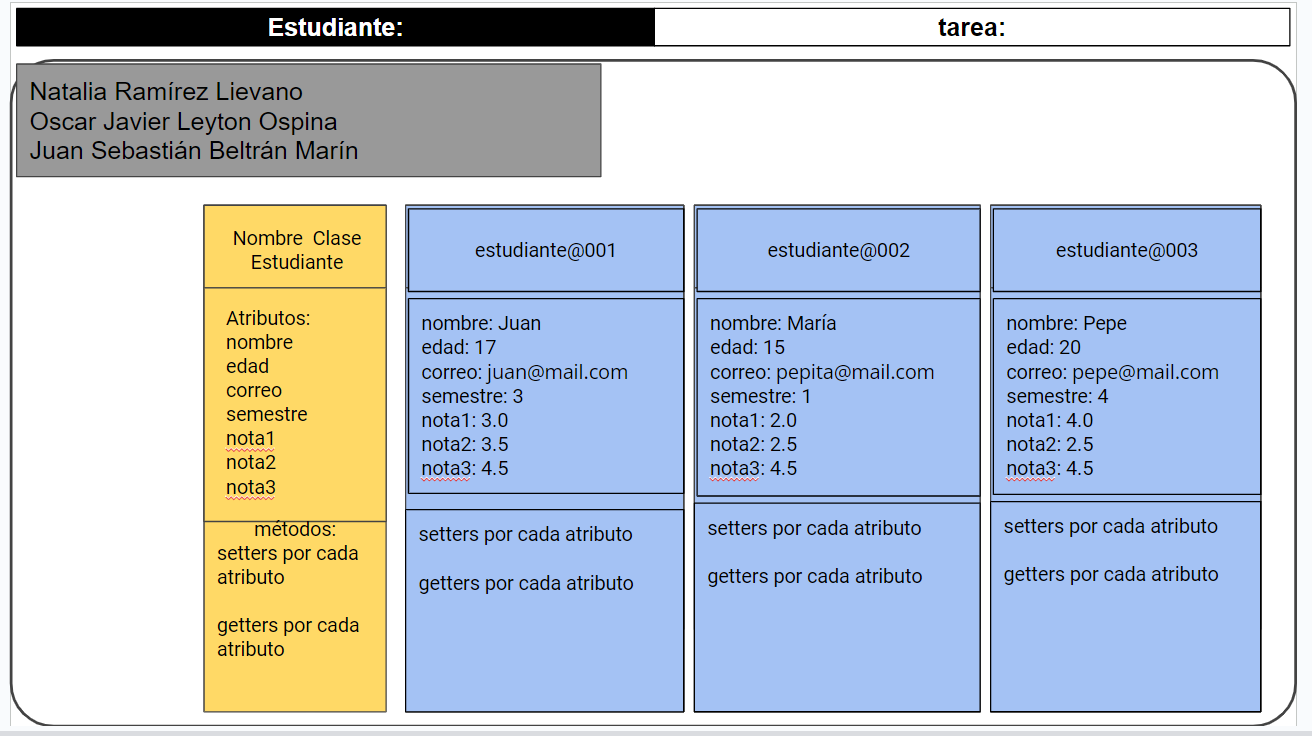 Estudiante:
tarea:
Natalia Ramírez Lievano
Oscar Javier Leyton Ospina
Juan Sebastián Beltrán Marín
Nombre Clase
Estudiante
Atributos:
nombre
edad
correo
semestre
nota1
nota2
nota3
métodos:
setters por cada
atributo
getters por cada
atributo
estudiante@001
nombre: Juan
edad: 17
correo: juan@mail.com
semestre: 3
nota1: 3.0
nota2: 3.5
nota3: 4.5
setters por cada atributo
getters por cada atributo
estudiante@002
nombre: María
edad: 15
correo: pepita@mail.com
semestre: 1
nota1: 2.0
nota2: 2.5
nota3: 4.5
setters por cada atributo
getters por cada atributo
estudiante@003
nombre: Pepe
edad: 20
correo: pepe@mail.com
semestre: 4
nota1: 4.0
nota2: 2.5
nota3: 4.5
setters por cada atributo
getters por cada atributo